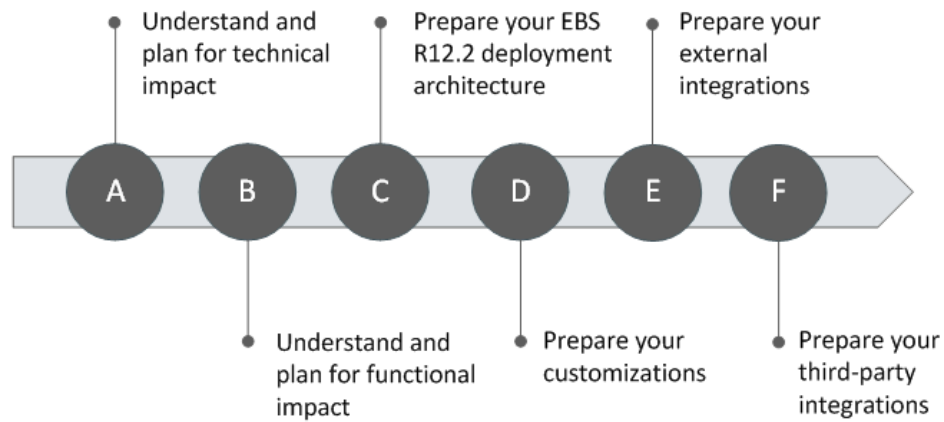 Understand and
plan for technical
impact
Prepare your EBS
R12.2 deployment
architecture
Prepare your
external
integrations
A
B
C
D
E
F
Understand and
plan for functional
impact
Prepare your
customizations
Prepare your
third-party
integrations